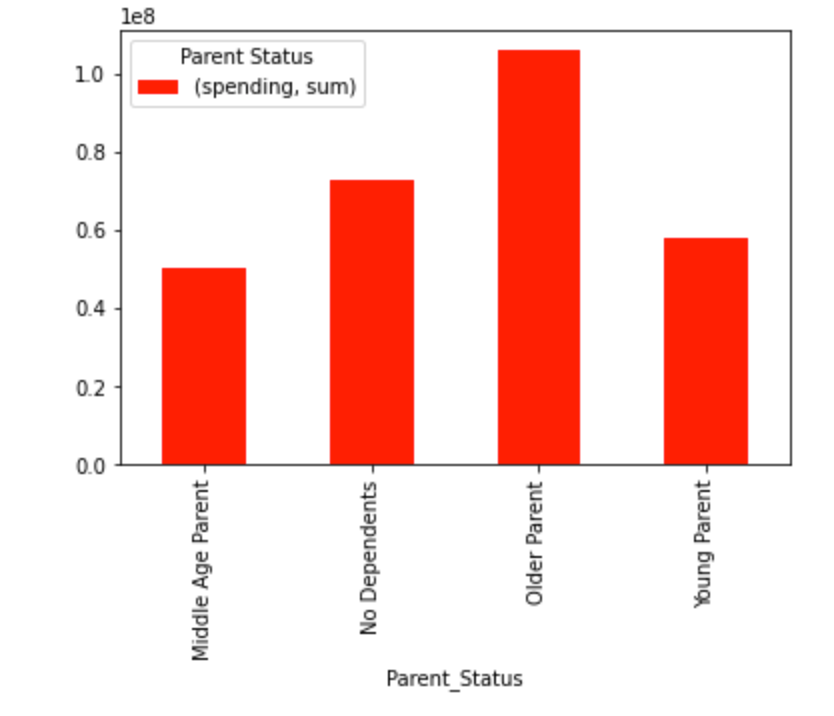 1e8
Parent Status
(spending, sum)
1.0
0.8
0.6
0.4
0.2
0.0
Middle Age Parent
No Dependents
Older Parent
Young Parent
Parent_Status